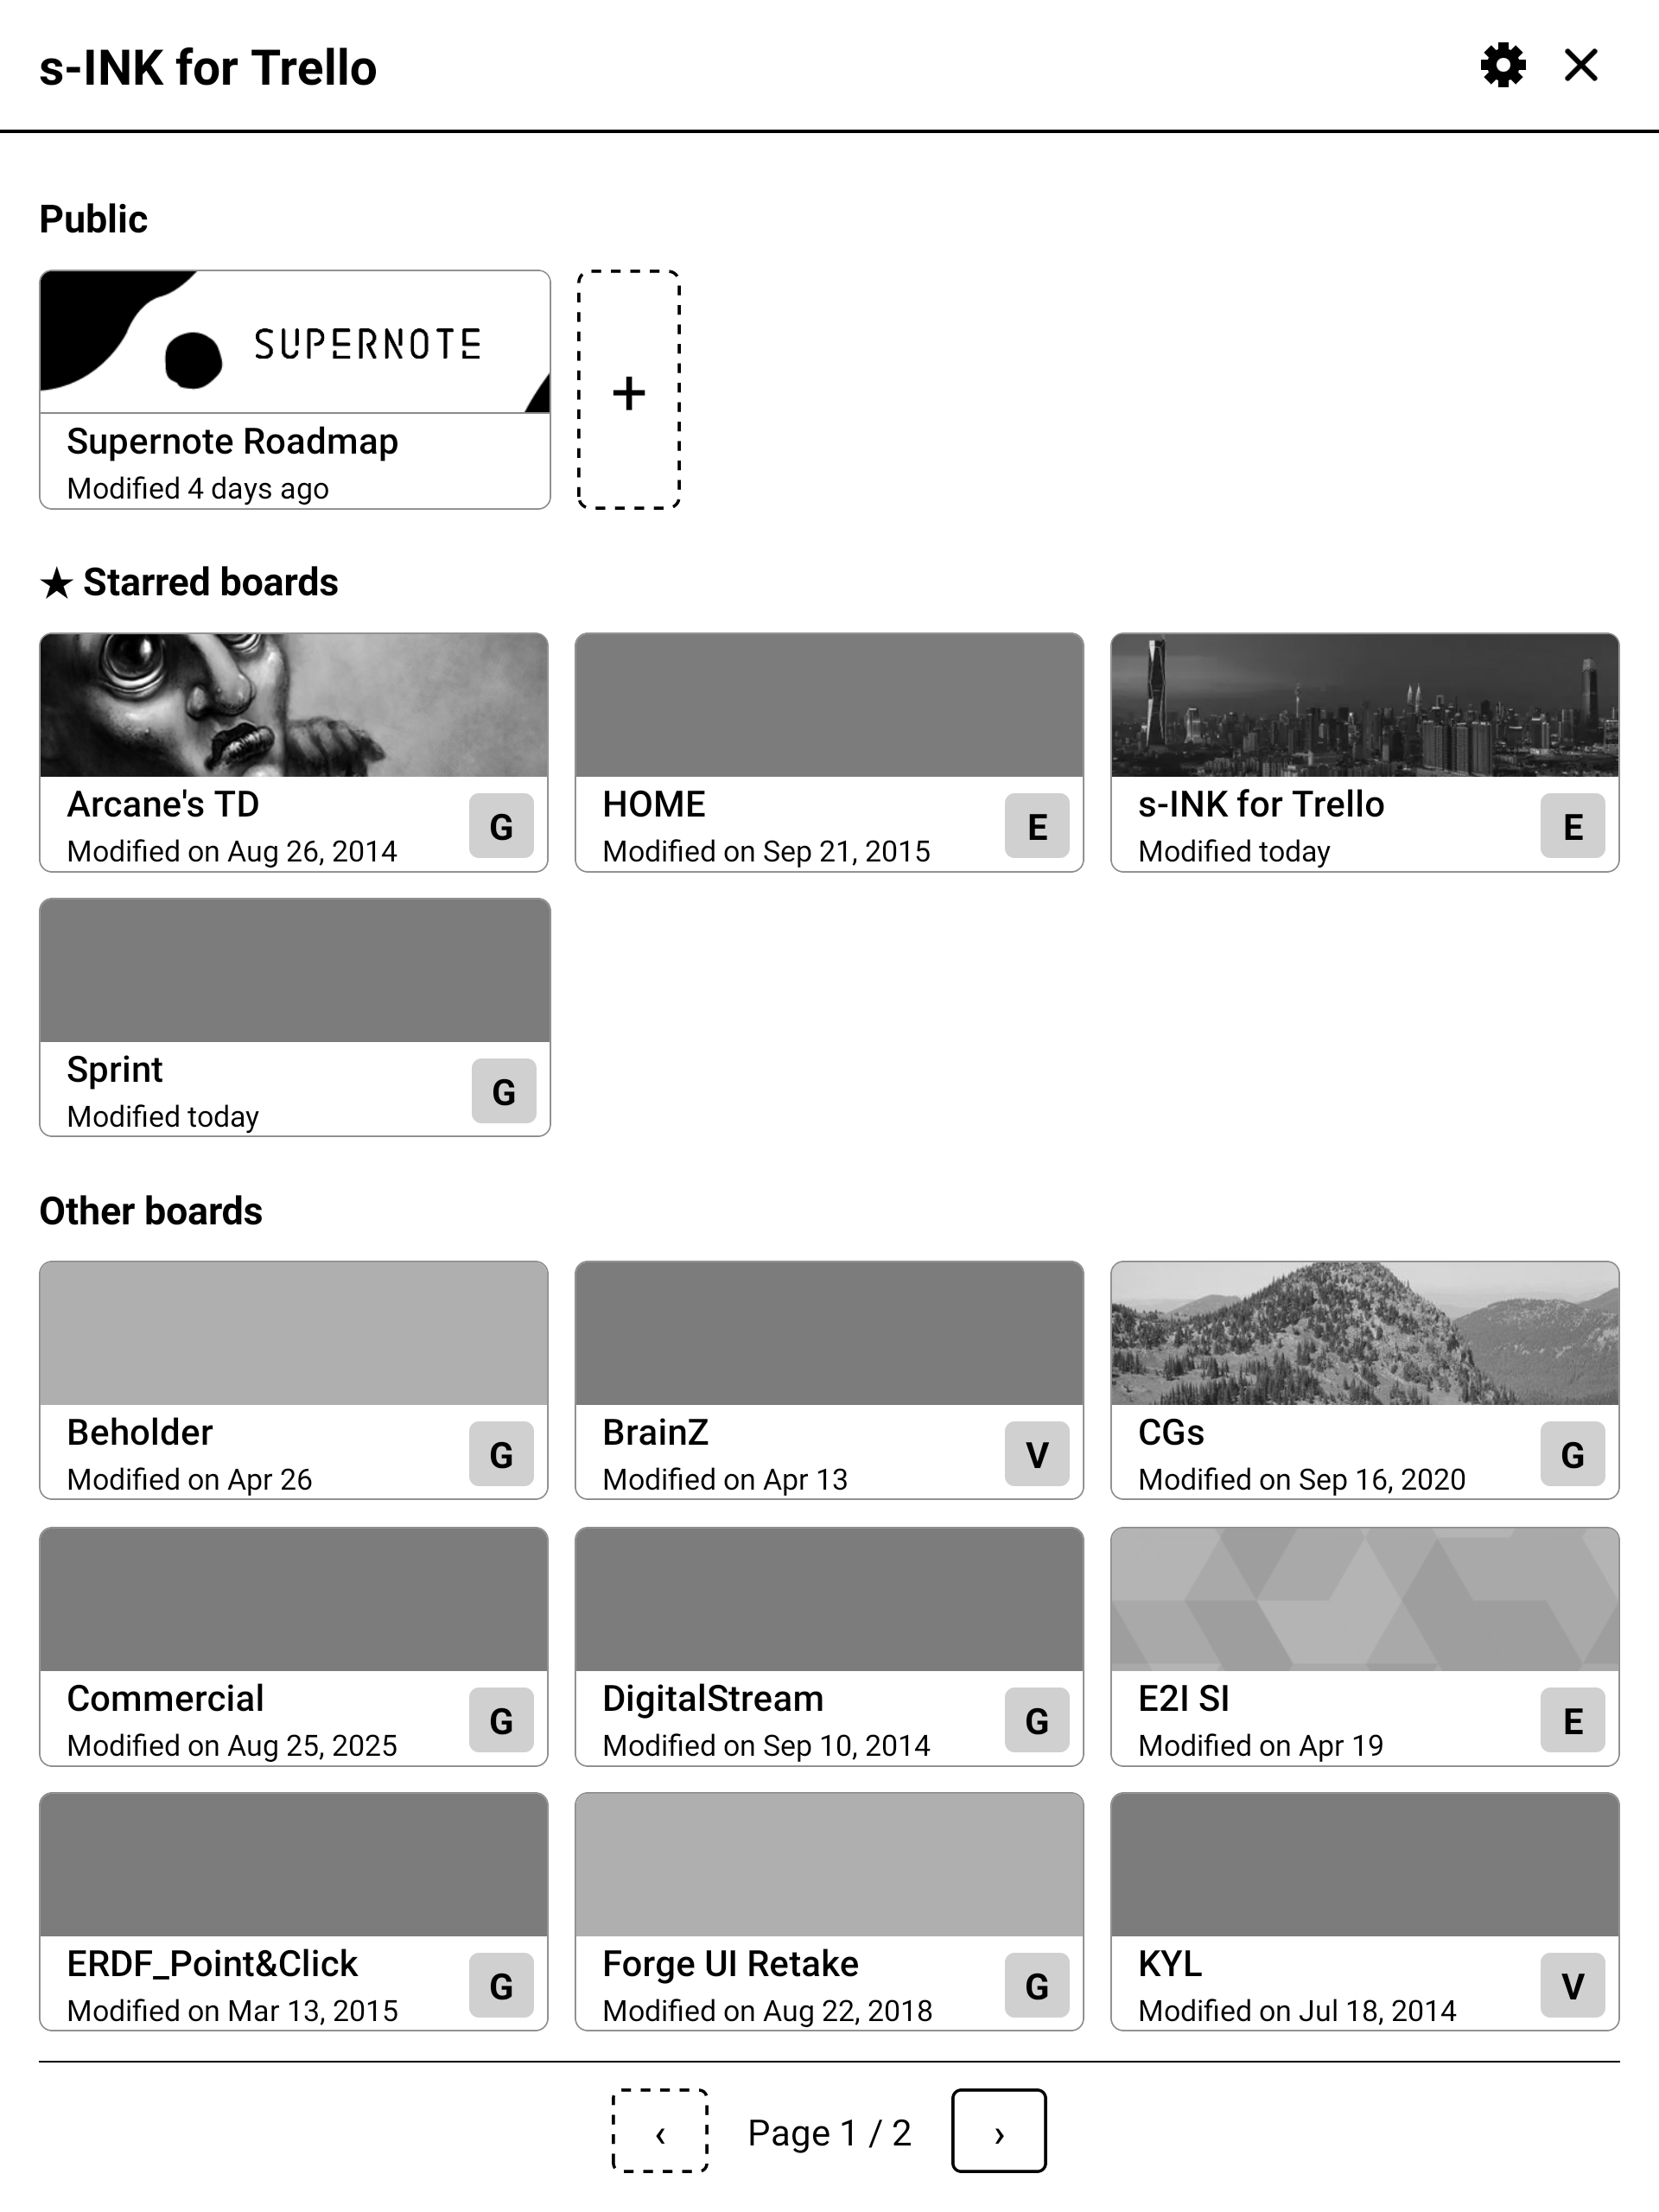 s-INK for Trello
Public
SUPERNOTE
Supernote Roadmap
Modified 4 days ago
+
★ Starred boards
Arcane's TD
Modified on Aug 26, 2014
G
HOME
Modified on Sep 21, 2015
E
s-INK for Trello
Modified today
E
Sprint
Modified today
G
Other boards
Beholder
Modified on Apr 26
G
BrainZ
Modified on Apr 13
V
CGs
Modified on Sep 16, 2020
G
Commercial
Modified on Aug 25, 2025
G
DigitalStream
Modified on Sep 10, 2014
G
E2I SI
Modified on Apr 19
E
ERDF_Point&Click
Modified on Mar 13, 2015
G
Forge UI Retake
Modified on Aug 22, 2018
G
KYL
Modified on Jul 18, 2014
V
‹ Page 1 / 2 ›